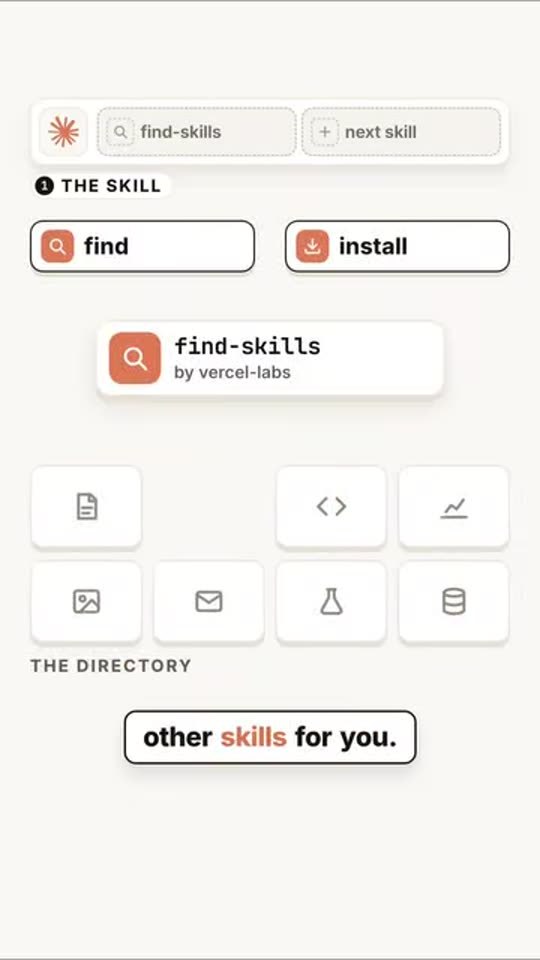 find-skills
next skill
1 THE SKILL
find
install
find-skills
by vercel-labs
THE DIRECTORY
other skills for you.